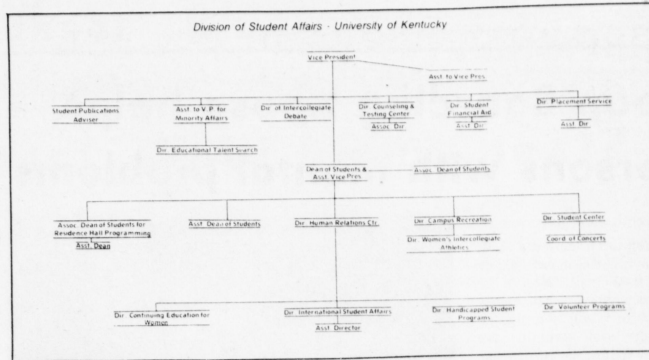 Division of Student Affairs - University of Kentucky
Vice President
Asst. to Vice Pres.
Student Publications
Adviser
Asst. to V. P. for
Minority Affairs
Dir. of Intercollegiate
Debate
Dir. Counseling &
Testing Center
Dir. Student
Financial Aid
Dir. Placement Service
Assoc. Dir.
Asst. Dir.
Asst. Dir.
Dir. Educational Talent Search
Dean of Students &
Asst. Vice Pres.
Assoc. Dean of Students
Assoc. Dean of Students for
Residence Hall Programming
Asst. Dean of Students
Dir. Human Relations Ctr.
Dir. Campus Recreation
Dir. Student Center
Asst. Dean
Dir. Women's Intercollegiate
Athletics
Coord. of Concerts
Dir. Continuing Education for
Women
Dir. International Student Affairs
Dir. Handicapped Student
Programs
Dir. Volunteer Programs
Asst. Director